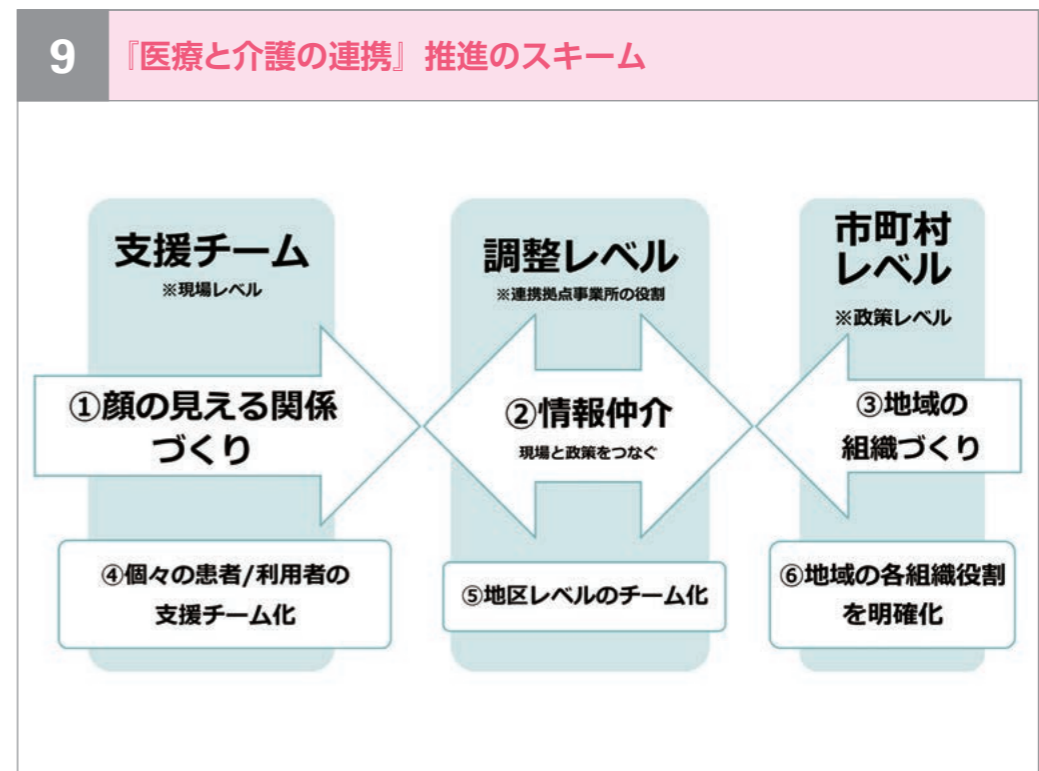 9
『医療と介護の連携』推進のスキーム
支援チーム
※現場レベル
①顔の見える関係
づくり
④個々の患者/利用者の
支援チーム化
調整レベル
※連携拠点事業所の役割
②情報仲介
現場と政策をつなぐ
⑤地区レベルのチーム化
市町村
レベル
※政策レベル
③地域の
組織づくり
⑥地域の各組織役割
を明確化